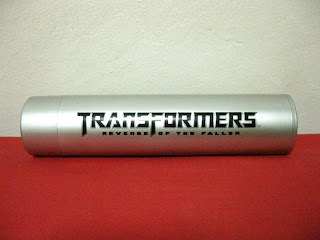 TRANSFORMERS
REVENGE OF THE FALLEN